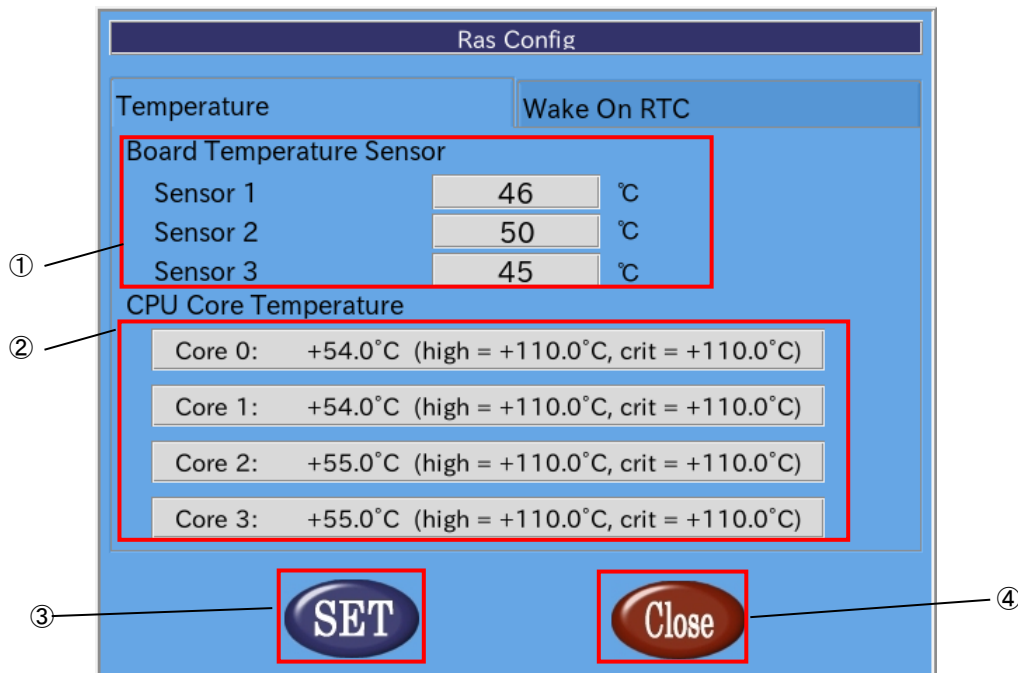 Ras Config
Temperature Wake On RTC
Board Temperature Sensor
Sensor 1 46 ℃
Sensor 2 50 ℃
① Sensor 3 45 ℃
CPU Core Temperature
② Core 0: +54.0˚C (high = +110.0˚C, crit = +110.0˚C)
Core 1: +54.0˚C (high = +110.0˚C, crit = +110.0˚C)
Core 2: +55.0˚C (high = +110.0˚C, crit = +110.0˚C)
Core 3: +55.0˚C (high = +110.0˚C, crit = +110.0˚C)
③ SET Close ④